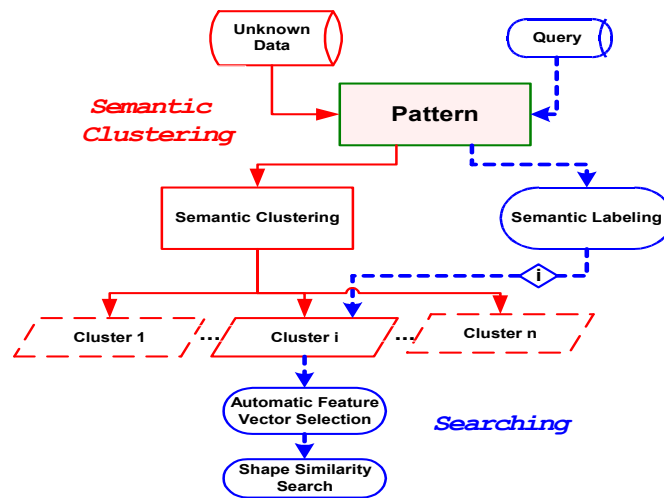 Unknown
Data
Query
Semantic
Clustering
Pattern
Semantic Clustering
Semantic Labeling
i
Cluster 1
...
Cluster i
...
Cluster n
Automatic Feature
Vector Selection
Searching
Shape Similarity
Search